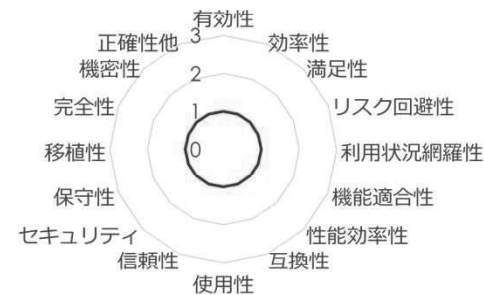 有効性
効率性
満足性
リスク回避性
利用状況網羅性
機能適合性
性能効率性
互換性
使用性
信頼性
セキュリティ
保守性
移植性
完全性
機密性
正確性他
3
2
1
0